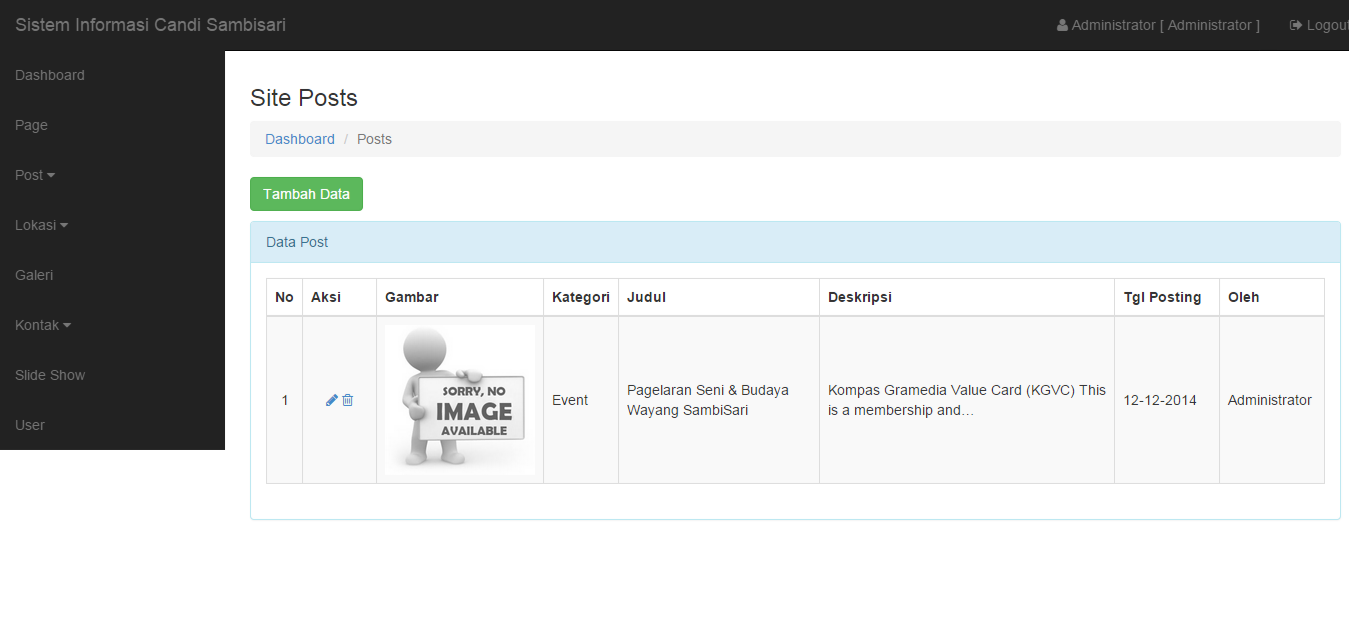 Sistem Informasi Candi Sambisari
Administrator [ Administrator ]
Logout
Dashboard
Page
Post
Lokasi
Galeri
Kontak
Slide Show
User
Site Posts
Dashboard / Posts
Tambah Data
Data Post
No Aksi Gambar Kategori Judul Deskripsi Tgl Posting Oleh
1
SORRY, NO
IMAGE
AVAILABLE
Event
Pagelaran Seni & Budaya
Wayang SambiSari
Kompas Gramedia Value Card (KGVC) This
is a membership and…
12-12-2014
Administrator